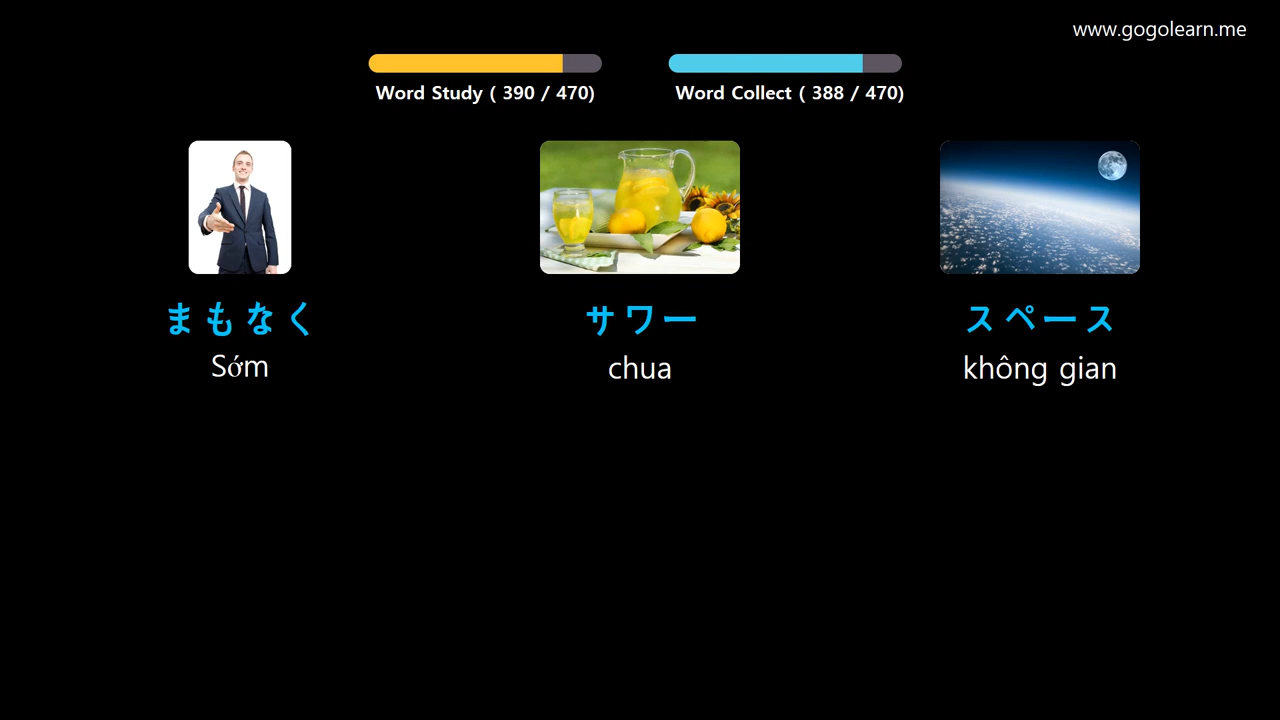 www.gogolearn.me
Word Study ( 390 / 470)
Word Collect ( 388 / 470)
まもなく
Sớm
サワー
chua
スペース
không gian